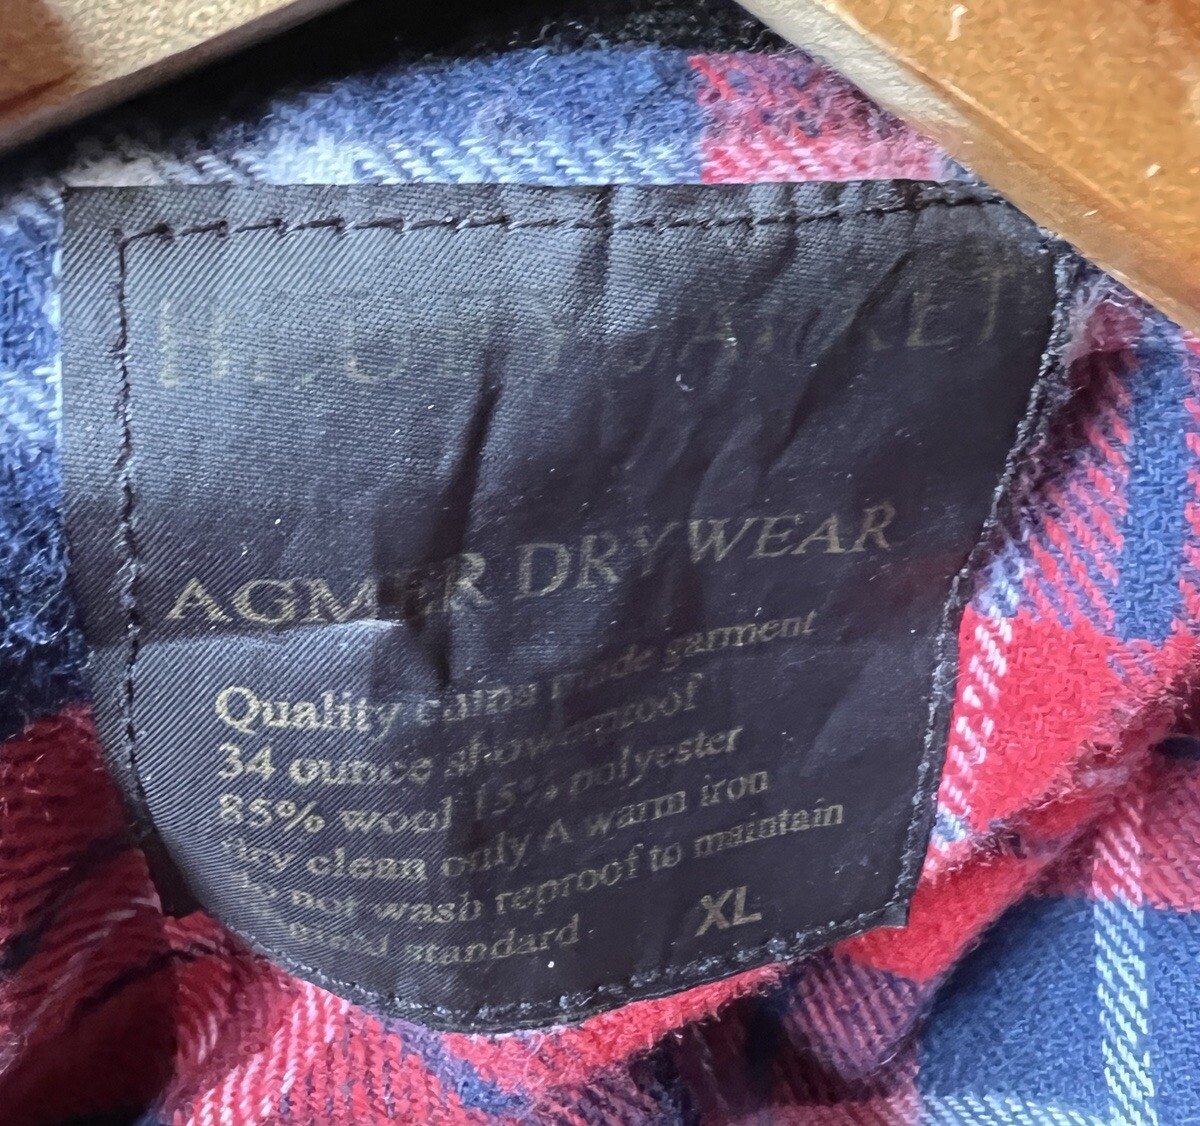 JACKET
AGMER DRYWEAR
Quality made garment
34 ounce showerproof
85% wool 15% polyester
dry clean only A warm iron
not wash reproof to maintain
standard
XL